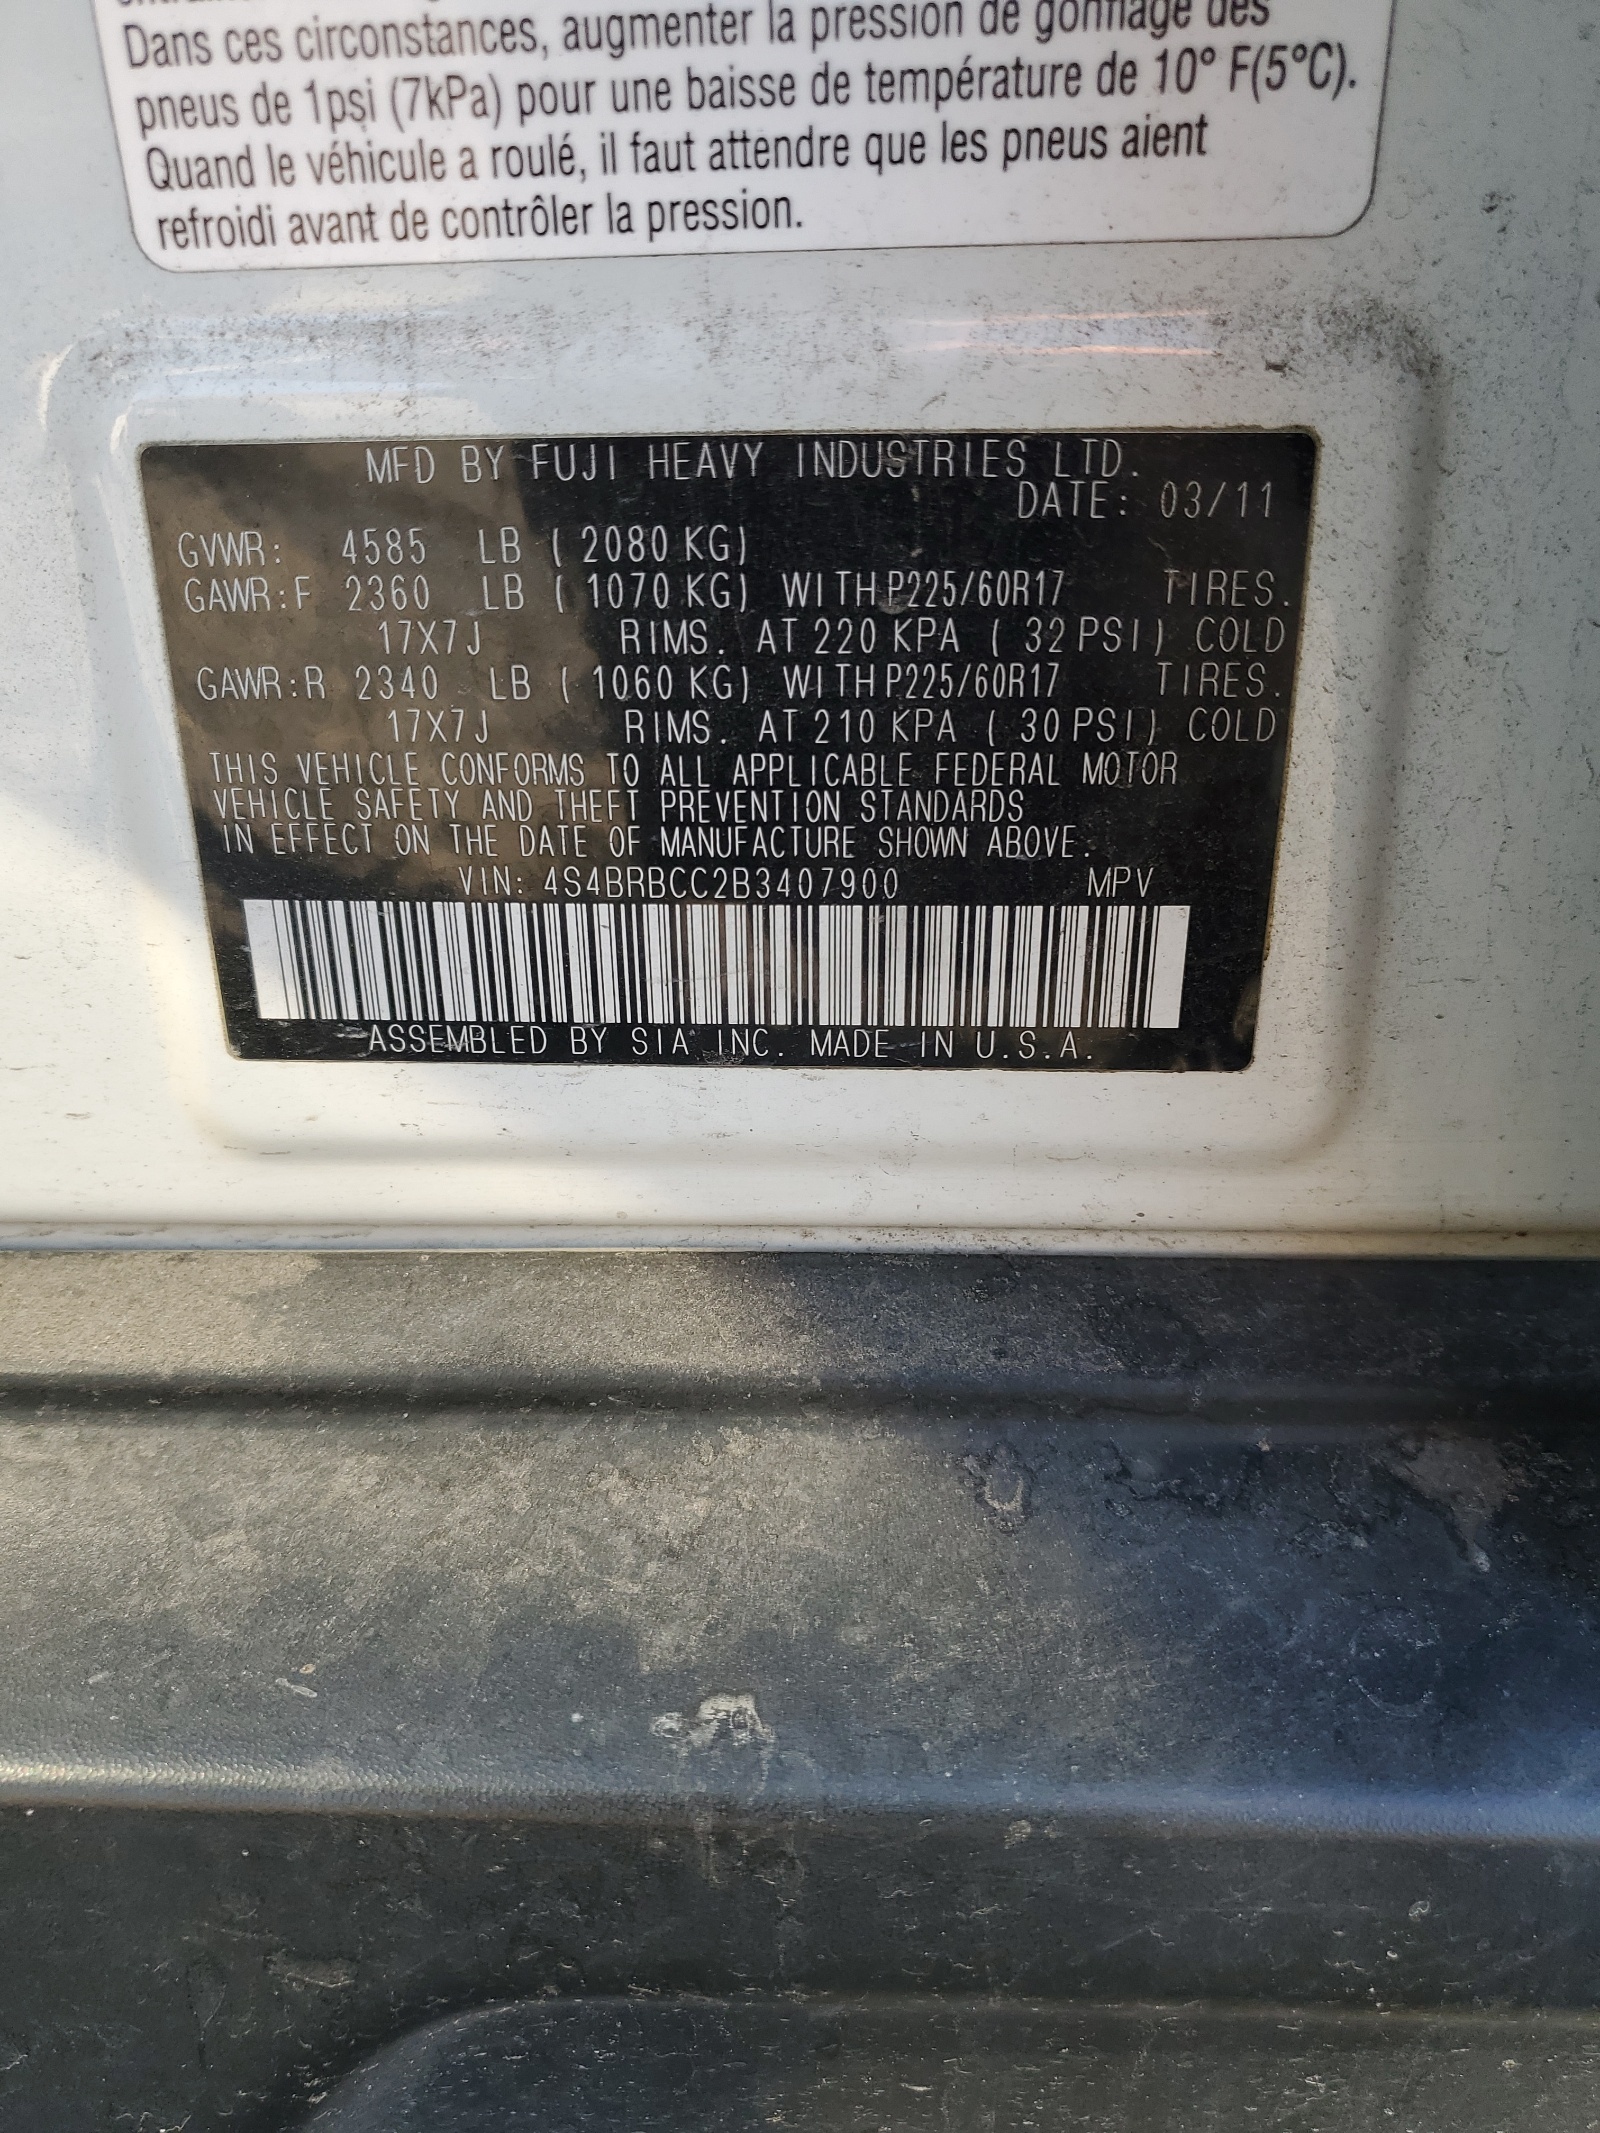 Dans ces circonstances, augmenter la pression de gonflage des
pneus de 1psi (7kPa) pour une baisse de température de 10° F(5°C).
Quand le véhicule a roulé, il faut attendre que les pneus aient
refroidi avant de contrôler la pression.
MFD BY FUJI HEAVY INDUSTRIES LTD.
DATE: 03/11
GVWR: 4585 LB ( 2080 KG)
GAWR:F 2360 LB ( 1070 KG) WITH P225/60R17 TIRES.
17X7J RIMS. AT 220 KPA ( 32 PSI) COLD
GAWR:R 2340 LB ( 1060 KG) WITH P225/60R17 TIRES.
17X7J RIMS. AT 210 KPA ( 30 PSI) COLD
THIS VEHICLE CONFORMS TO ALL APPLICABLE FEDERAL MOTOR
VEHICLE SAFETY AND THEFT PREVENTION STANDARDS
IN EFFECT ON THE DATE OF MANUFACTURE SHOWN ABOVE.
VIN: 4S4BRBCC2B3407900 MPV
ASSEMBLED BY SIA INC. MADE IN U.S.A.